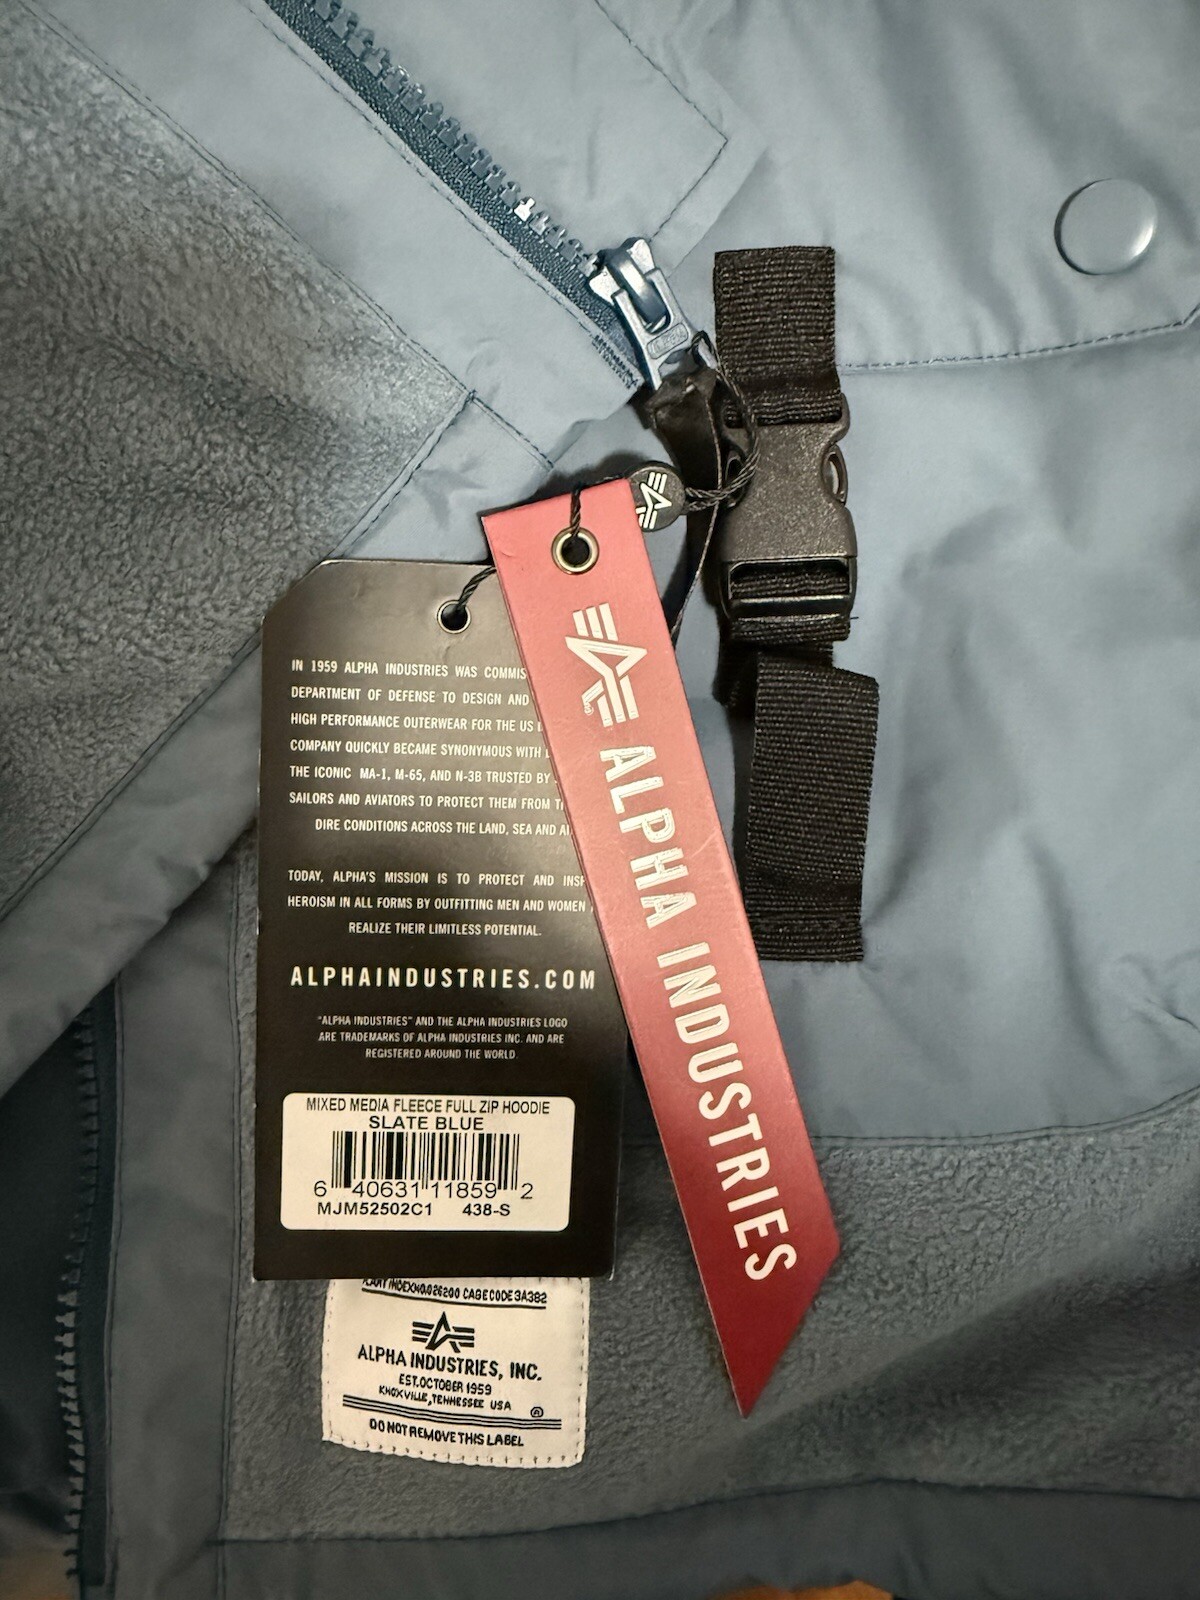 IN 1959 ALPHA INDUSTRIES WAS
DEPARTMENT OF DEFENSE TO DESIGN AND
HIGH PERFORMANCE OUTERWEAR FOR THE US
COMPANY QUICKLY BECAME SYNONYMOUS WITH
THE ICONIC MA-1, M-65, AND N-3B TRUSTED BY
SAILORS AND AVIATORS TO PROTECT THEM FROM
DIRE CONDITIONS ACROSS THE LAND, SEA AND
TODAY, ALPHA'S MISSION IS TO PROTECT AND
HEROISM IN ALL FORMS BY OUTFITTING MEN AND WOMEN
REALIZE THEIR LIMITLESS POTENTIAL.
ALPHAINDUSTRIES.COM
"ALPHA INDUSTRIES" AND THE ALPHA INDUSTRIES LOGO
ARE TRADEMARKS OF ALPHA INDUSTRIES INC. AND ARE
REGISTERED AROUND THE WORLD
MIXED MEDIA FLEECE FULL ZIP HOODIE
SLATE BLUE
6 40631 11859 2
MJM52502C1 438-S
ALPHA INDUSTRIES
®
CAGE CODE 3A3B2
ALPHA INDUSTRIES, INC.
EST. OCTOBER 1959
KNOXVILLE, TENNESSEE USA
®
DO NOT REMOVE THIS LABEL